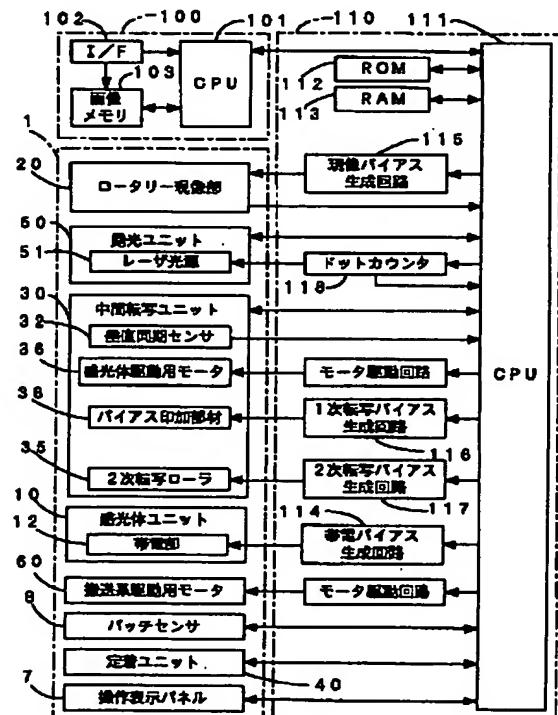 102
100
101
110
111
I/F
103
CPU
画像
メモリ
112
ROM
113
RAM
1
115
20
ロータリー現像部
現像バイアス
生成回路
50
露光ユニット
51
レーザ光源
ドットカウンタ
118
30
中間転写ユニット
32
垂直同期センサ
CPU
36
感光体駆動用モータ
モータ駆動回路
38
バイアス印加部材
1次転写バイアス
生成回路
116
35
2次転写ローラ
2次転写バイアス
生成回路
117
10
感光体ユニット
114
12
帯電部
帯電バイアス
生成回路
60
搬送系駆動用モータ
モータ駆動回路
8
パッチセンサ
定着ユニット
40
7
操作表示パネル